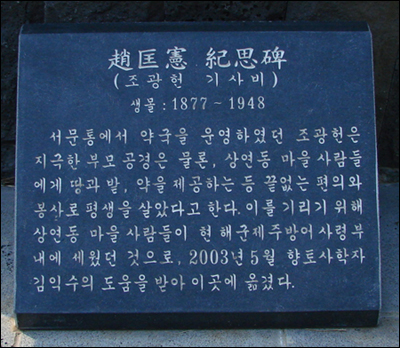 趙匡憲 紀思碑
(조광헌 기사비)
생몰 : 1877 ~ 1948
서문통에서 약국을 운영하였던 조광헌은
지극한 부모 공경은 물론, 상연동 마을 사람들
에게 땅과 밭, 약을 제공하는 등 끝없는 편의와
봉사로 평생을 살았다고 한다. 이를 기리기 위해
상연동 마을 사람들이 현 해군제주방어사령부
내에 세웠던 것으로, 2003년 5월 향토사학자
김익수의 도움을 받아 이곳에 옮겼다.